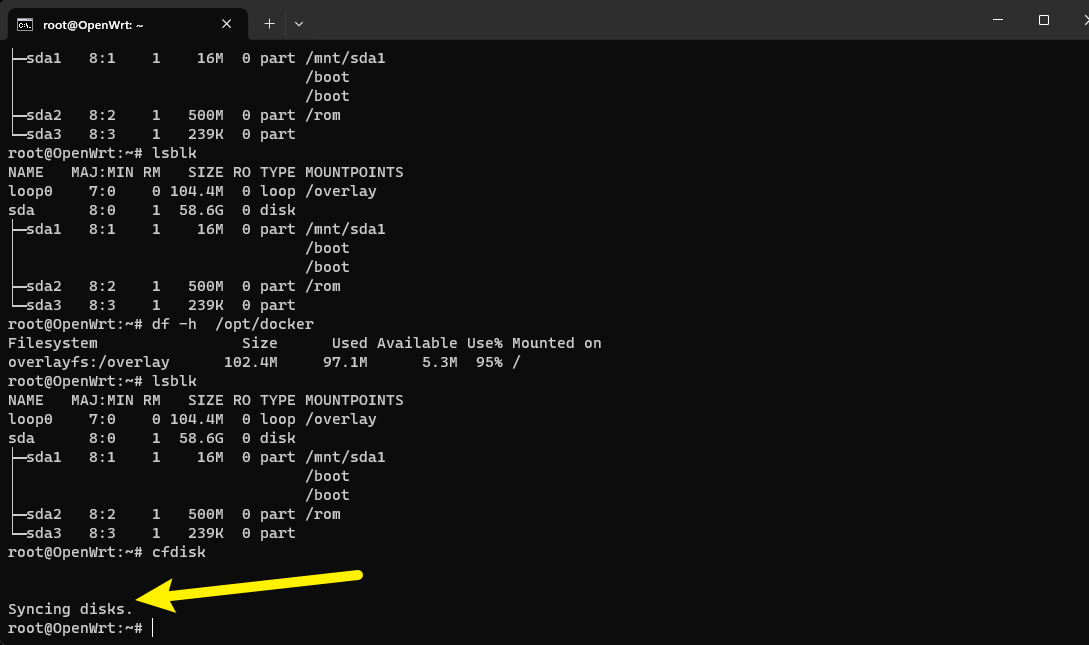 root@OpenWrt: ~
├─sda1   8:1    1    16M  0 part /mnt/sda1
│                                /boot
│                                /boot
├─sda2   8:2    1   500M  0 part /rom
└─sda3   8:3    1   239K  0 part
root@OpenWrt:~# lsblk
NAME   MAJ:MIN RM   SIZE RO TYPE MOUNTPOINTS
loop0    7:0    0 104.4M  0 loop /overlay
sda      8:0    1  58.6G  0 disk
├─sda1   8:1    1    16M  0 part /mnt/sda1
│                                /boot
│                                /boot
├─sda2   8:2    1   500M  0 part /rom
└─sda3   8:3    1   239K  0 part
root@OpenWrt:~# df -h  /opt/docker
Filesystem                Size      Used Available Use% Mounted on
overlayfs:/overlay      102.4M     97.1M      5.3M  95% /
root@OpenWrt:~# lsblk
NAME   MAJ:MIN RM   SIZE RO TYPE MOUNTPOINTS
loop0    7:0    0 104.4M  0 loop /overlay
sda      8:0    1  58.6G  0 disk
├─sda1   8:1    1    16M  0 part /mnt/sda1
│                                /boot
│                                /boot
├─sda2   8:2    1   500M  0 part /rom
└─sda3   8:3    1   239K  0 part
root@OpenWrt:~# cfdisk
Syncing disks.
root@OpenWrt:~#